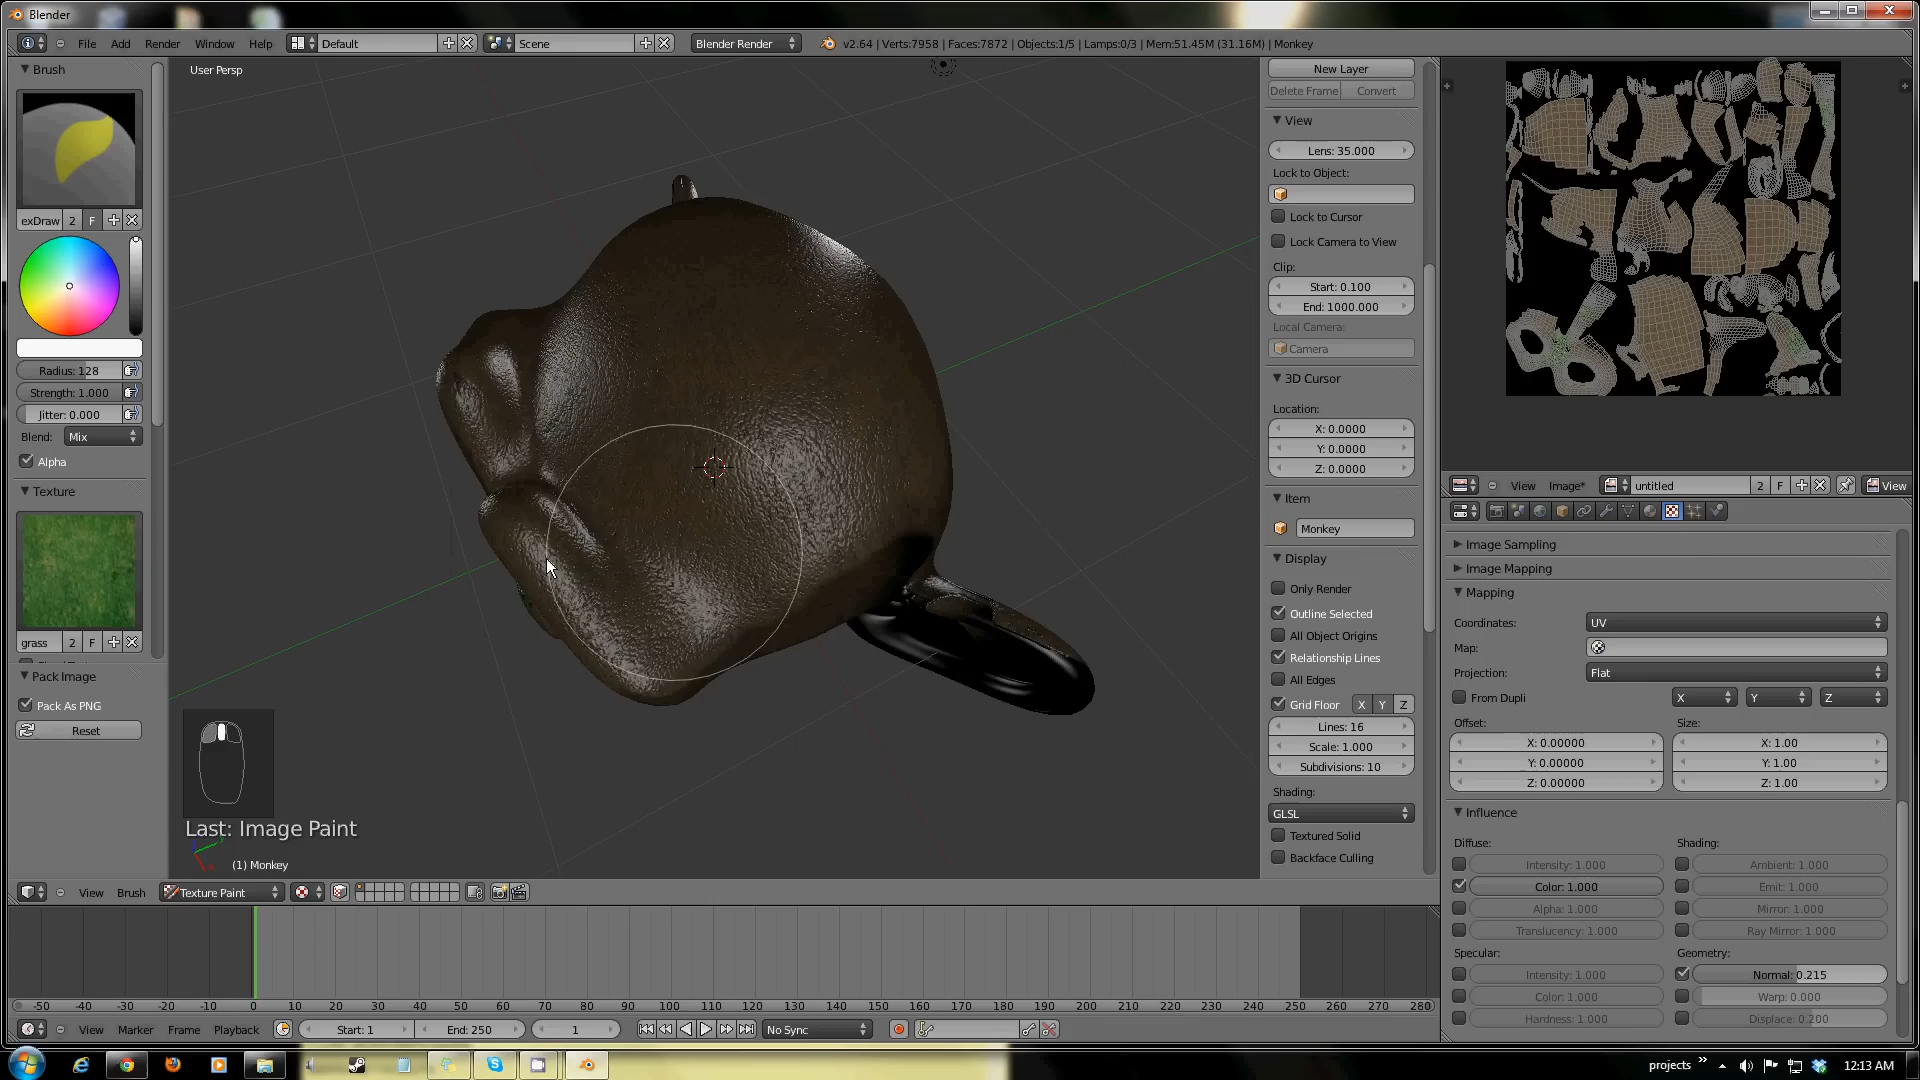 Blender
File Add Render Window Help Default Scene Blender Render v2.64 | Verts:7958 | Faces:7872 | Objects:1/5 | Lamps:0/3 | Mem:51.45M (31.16M) | Monkey
Brush
exDraw 2 F
Radius: 128
Strength: 1.000
Jitter: 0.000
Blend: Mix
Alpha
Texture
grass 2 F
Pack Image
Pack As PNG
Reset
User Persp
Last: Image Paint
(1) Monkey
View Brush Texture Paint
New Layer
Delete Frame Convert
View
Lens: 35.000
Lock to Object:
Lock to Cursor
Lock Camera to View
Clip:
Start: 0.100
End: 1000.000
Local Camera:
Camera
3D Cursor
Location:
X: 0.0000
Y: 0.0000
Z: 0.0000
Item
Monkey
Display
Only Render
Outline Selected
All Object Origins
Relationship Lines
All Edges
Grid Floor X Y Z
Lines: 16
Scale: 1.000
Subdivisions: 10
Shading:
GLSL
Textured Solid
Backface Culling
View Image* untitled 2 F View
Image Sampling
Image Mapping
Mapping
Coordinates: UV
Map:
Projection: Flat
From Dupli X Y Z
Offset: Size:
X: 0.00000 X: 1.00
Y: 0.00000 Y: 1.00
Z: 0.00000 Z: 1.00
Influence
Diffuse: Shading:
Intensity: 1.000 Ambient: 1.000
Color: 1.000 Emit: 1.000
Alpha: 1.000 Mirror: 1.000
Translucency: 1.000 Ray Mirror: 1.000
Specular: Geometry:
Intensity: 1.000 Normal: 0.215
Color: 1.000 Warp: 0.000
Hardness: 1.000 Displace: 0.200
-50 -40 -30 -20 -10 0 10 20 30 40 50 60 70 80 90 100 110 120 130 140 150 160 170 180 190 200 210 220 230 240 250 260 270 280
View Marker Frame Playback Start: 1 End: 250 1 No Sync
projects 12:13 AM